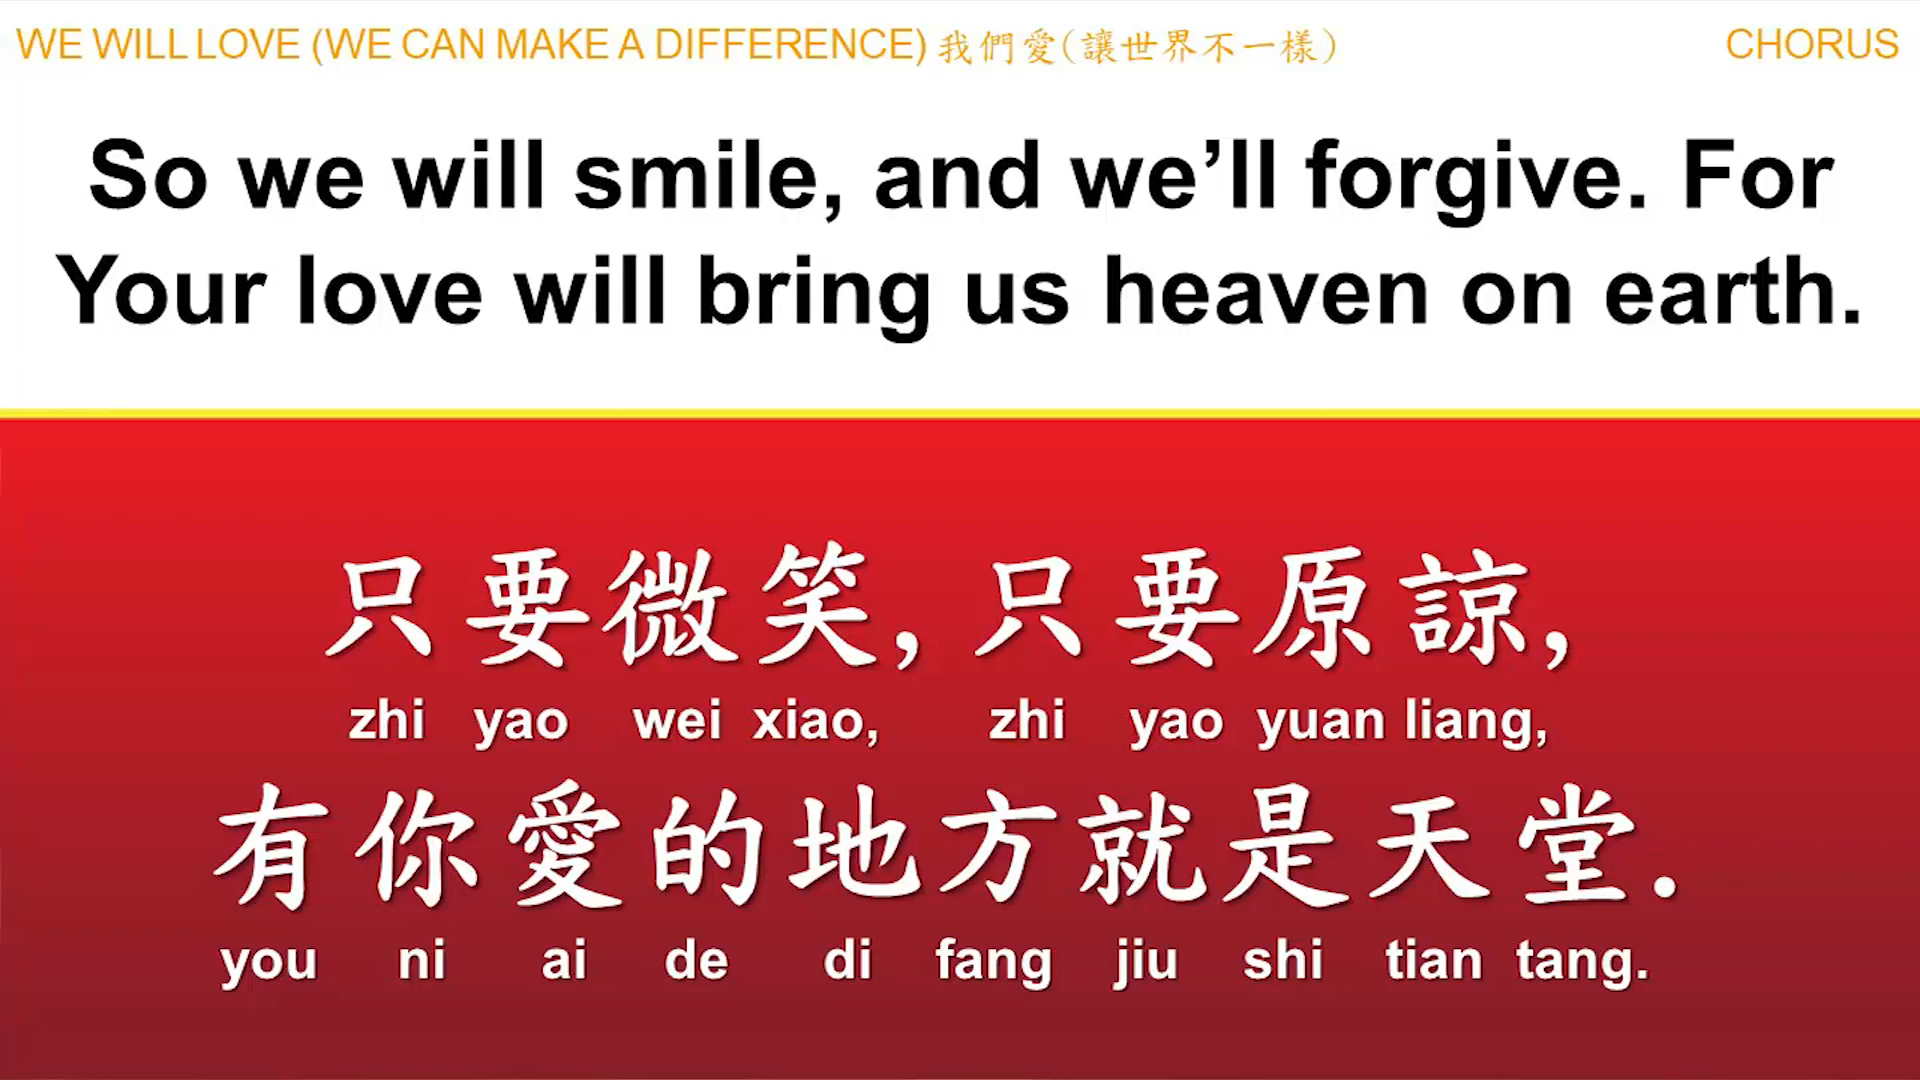 WE WILL LOVE (WE CAN MAKE A DIFFERENCE) 我們愛(讓世界不一樣)
CHORUS
So we will smile, and we’ll forgive. For
Your love will bring us heaven on earth.
只要微笑, 只要原諒,
zhi yao wei xiao, zhi yao yuan liang,
有你愛的地方就是天堂.
you ni ai de di fang jiu shi tian tang.